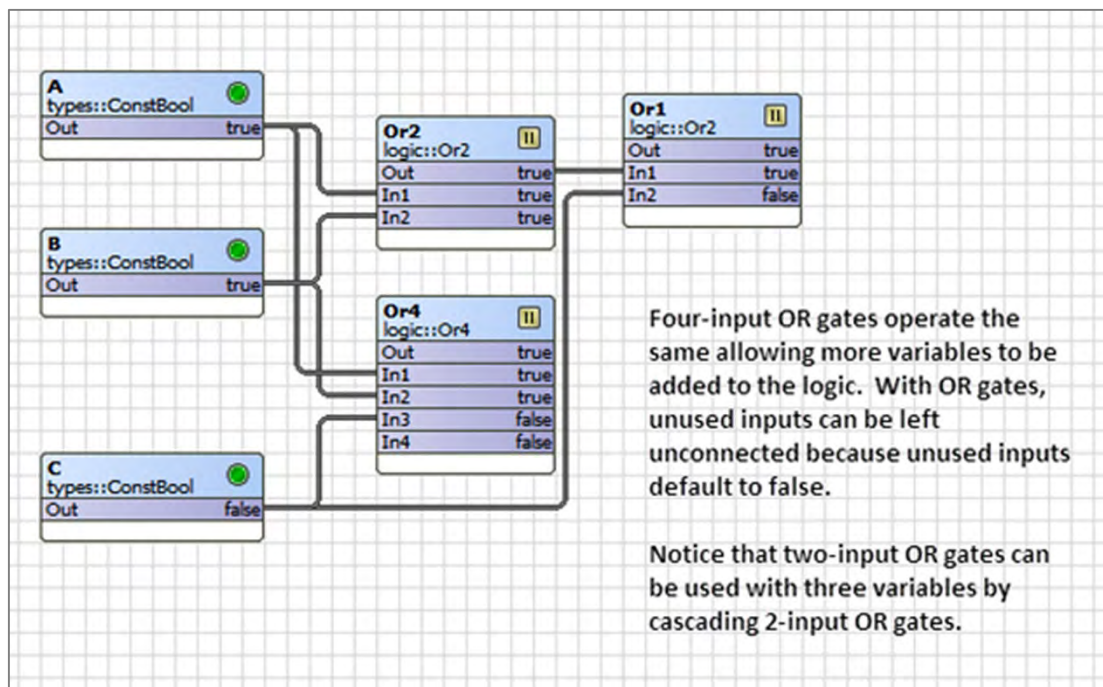 A
types::ConstBool
Out true
B
types::ConstBool
Out true
C
types::ConstBool
Out false
Or2
logic::Or2
Out true
In1 true
In2 true
Or4
logic::Or4
Out true
In1 true
In2 true
In3 false
In4 false
Or1
logic::Or2
Out true
In1 true
In2 false
Four-input OR gates operate the
same allowing more variables to be
added to the logic. With OR gates,
unused inputs can be left
unconnected because unused inputs
default to false.
Notice that two-input OR gates can
be used with three variables by
cascading 2-input OR gates.